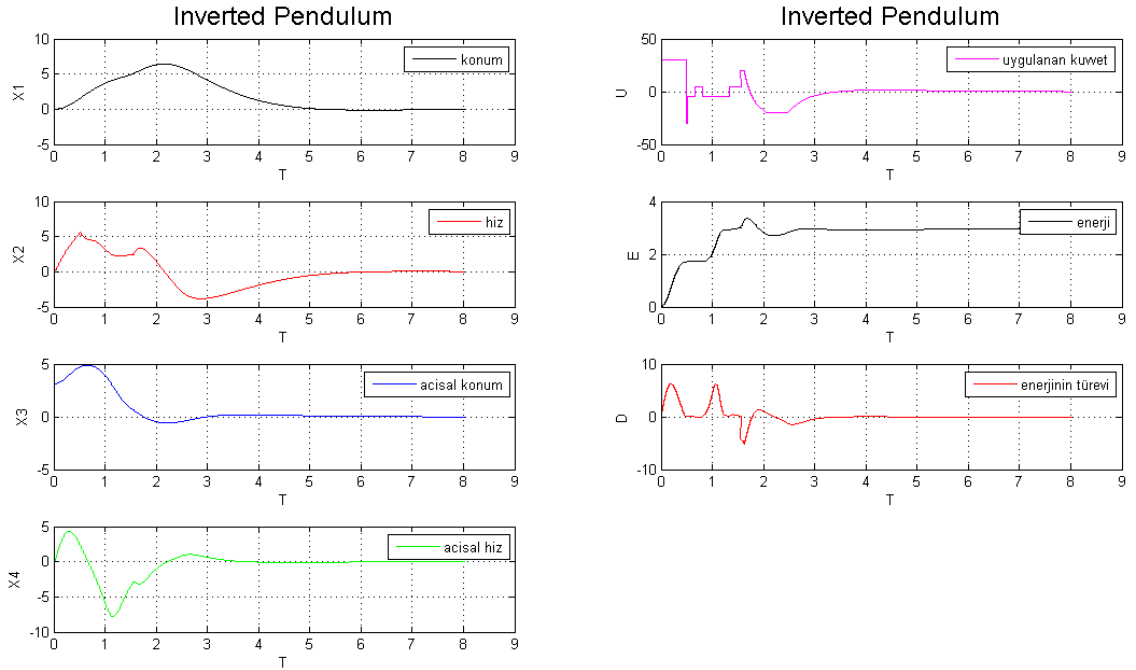 Inverted Pendulum
10
5
0
-5
X1
konum
0 1 2 3 4 5 6 7 8 9
T
10
5
0
-5
X2
hiz
0 1 2 3 4 5 6 7 8 9
T
5
0
-5
X3
acisal konum
0 1 2 3 4 5 6 7 8 9
T
5
0
-5
-10
X4
acisal hiz
0 1 2 3 4 5 6 7 8 9
T
Inverted Pendulum
50
0
-50
U
uygulanan kuvvet
0 1 2 3 4 5 6 7 8 9
T
4
2
0
E
enerji
0 1 2 3 4 5 6 7 8 9
T
10
0
-10
D
enerjinin türevi
0 1 2 3 4 5 6 7 8 9
T